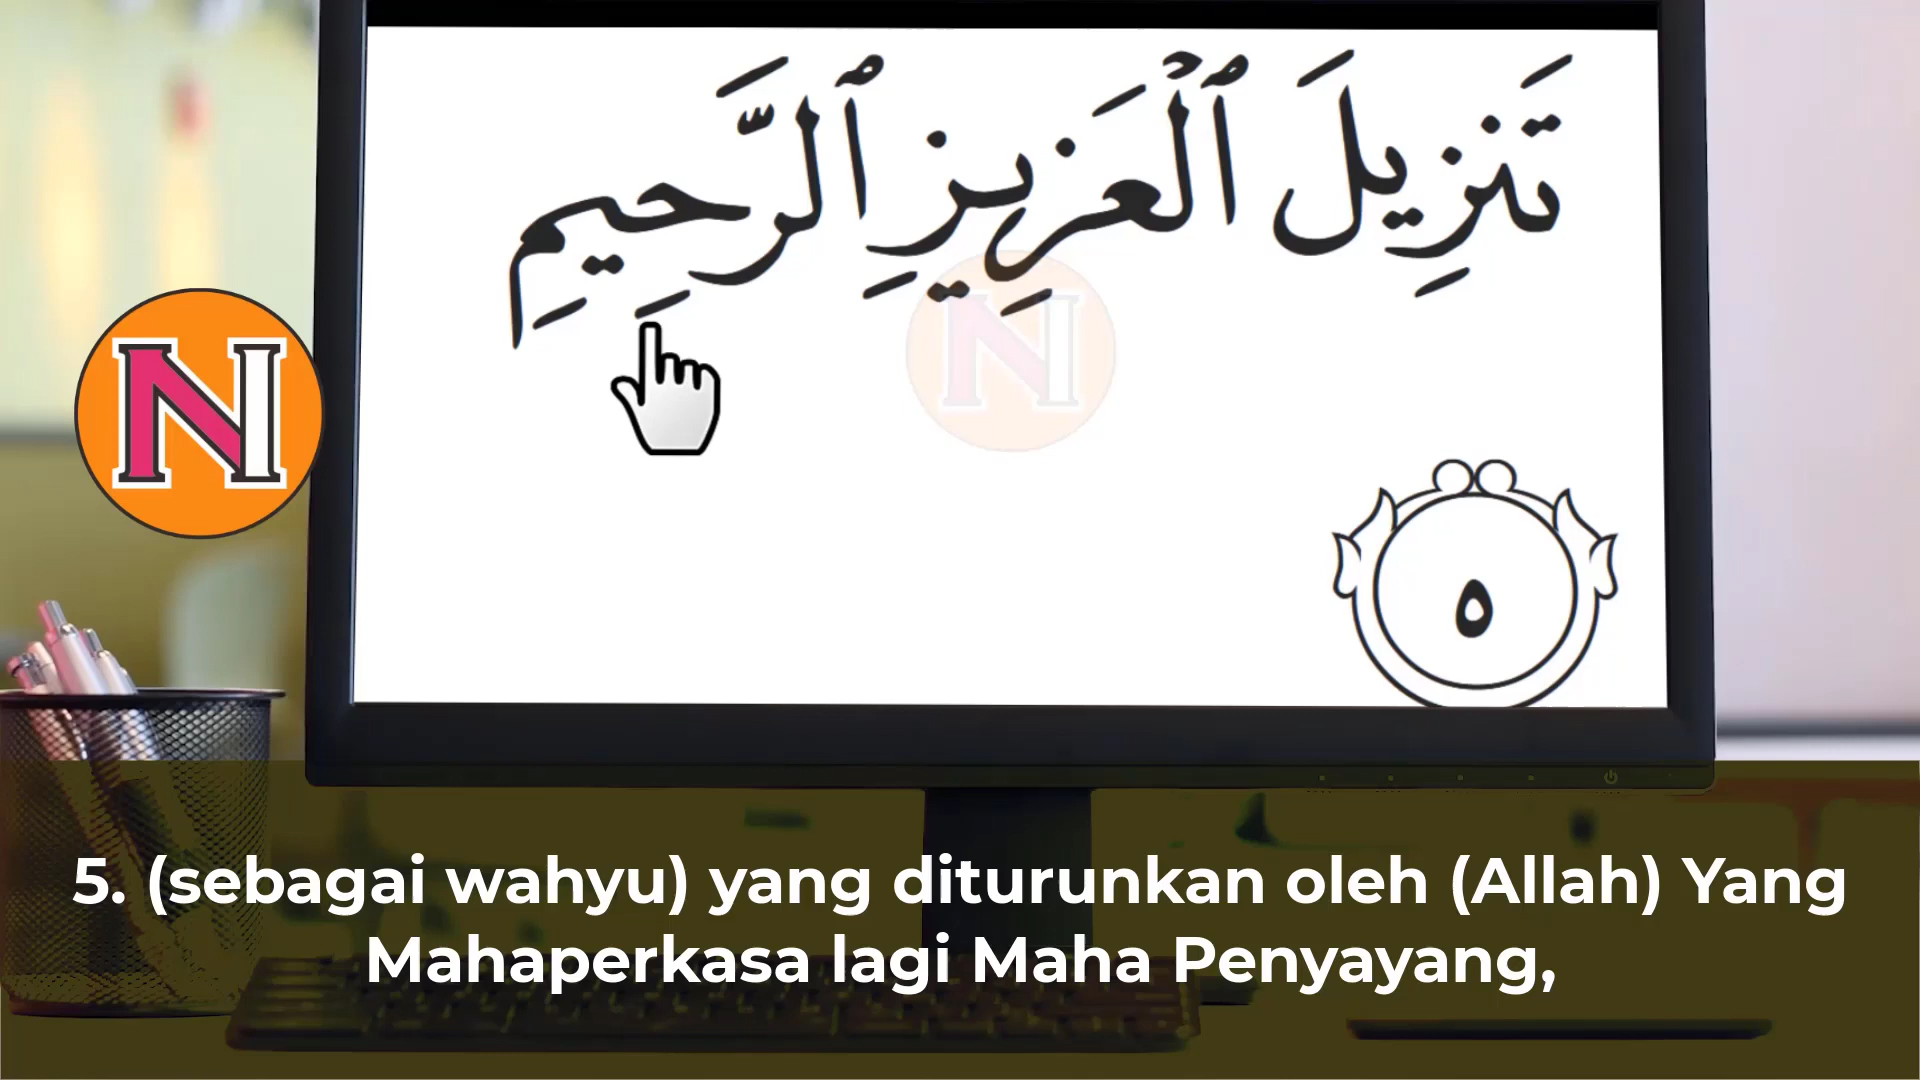 تَنزِيلَ ٱلۡعَزِيزِ ٱلرَّحِيمِ
N
N
٥
5. (sebagai wahyu) yang diturunkan oleh (Allah) Yang
Mahaperkasa lagi Maha Penyayang,